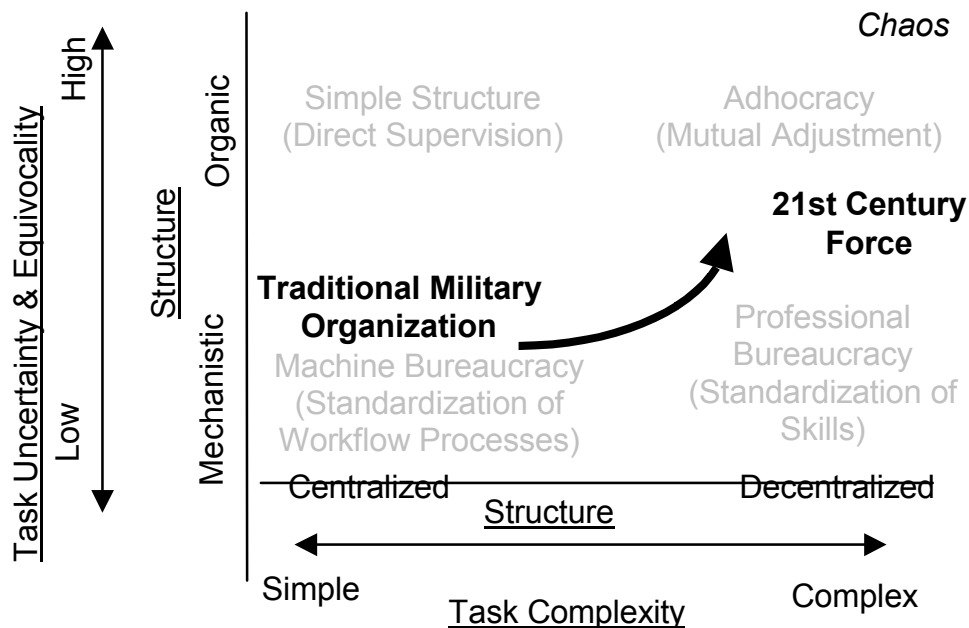 Chaos
High
Low
Task Uncertainty & Equivocality
Structure
Organic
Mechanistic
Simple Structure
(Direct Supervision)
Adhocracy
(Mutual Adjustment)
21st Century
Force
Traditional Military
Organization
Machine Bureaucracy
(Standardization of
Workflow Processes)
Professional
Bureaucracy
(Standardization of
Skills)
Centralized
Decentralized
Structure
Simple
Complex
Task Complexity